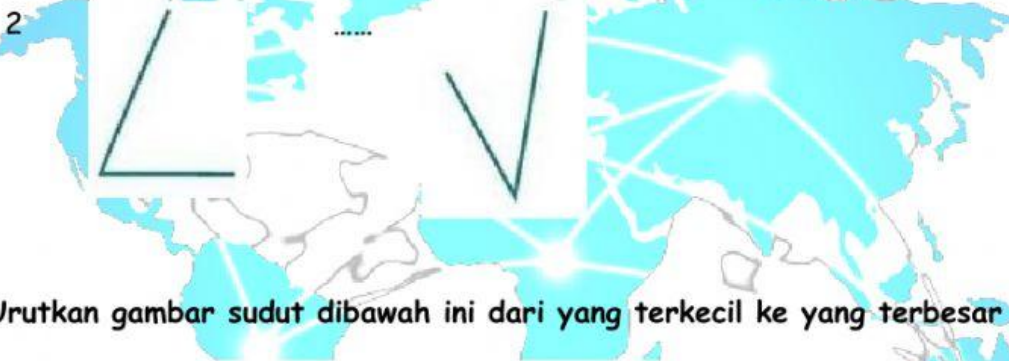 2 ......
Urutkan gambar sudut dibawah ini dari yang terkecil ke yang terbesar